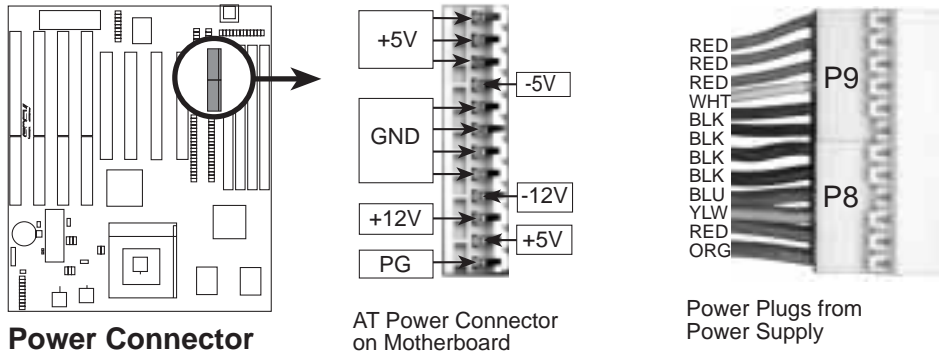 +5V
-5V
GND
-12V
+12V
+5V
PG
RED
RED
RED
WHT
BLK
BLK
BLK
BLK
BLU
YLW
RED
ORG
P9
P8
Power Connector
AT Power Connector
on Motherboard
Power Plugs from
Power Supply